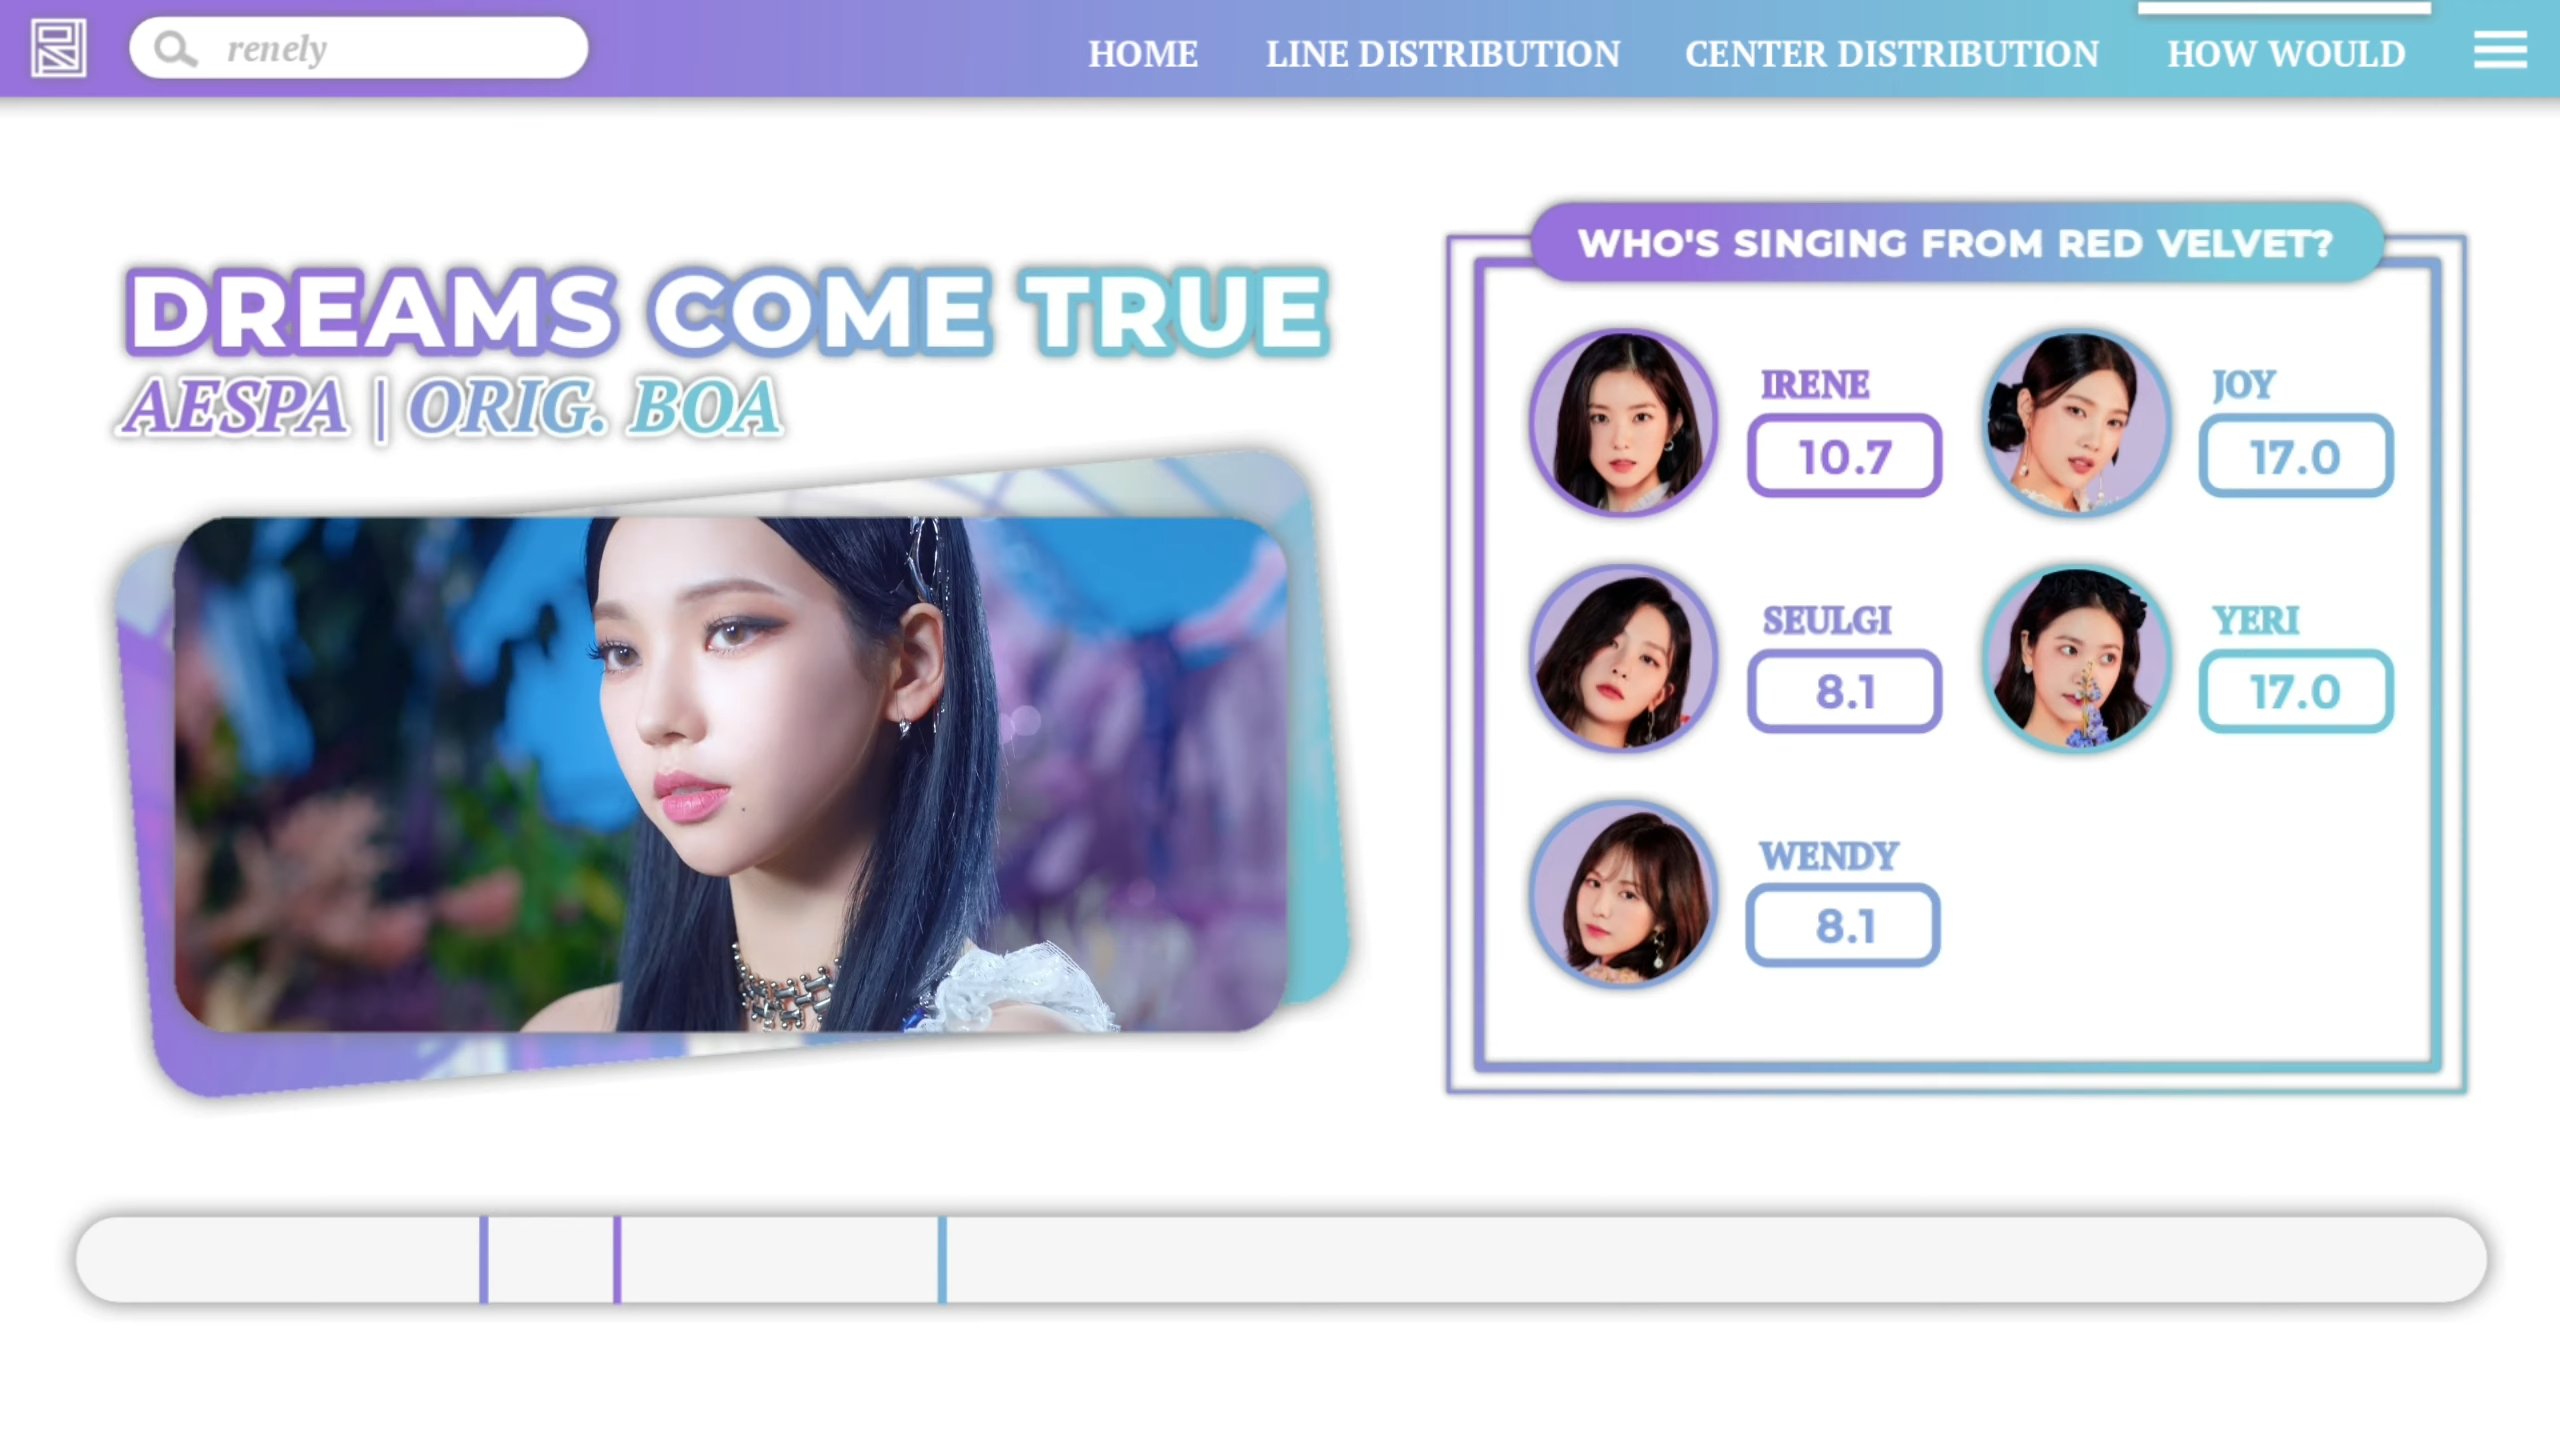 renely
HOME
LINE DISTRIBUTION
CENTER DISTRIBUTION
HOW WOULD
DREAMS COME TRUE
AESPA | ORIG. BOA
WHO'S SINGING FROM RED VELVET?
IRENE
10.7
JOY
17.0
SEULGI
8.1
YERI
17.0
WENDY
8.1